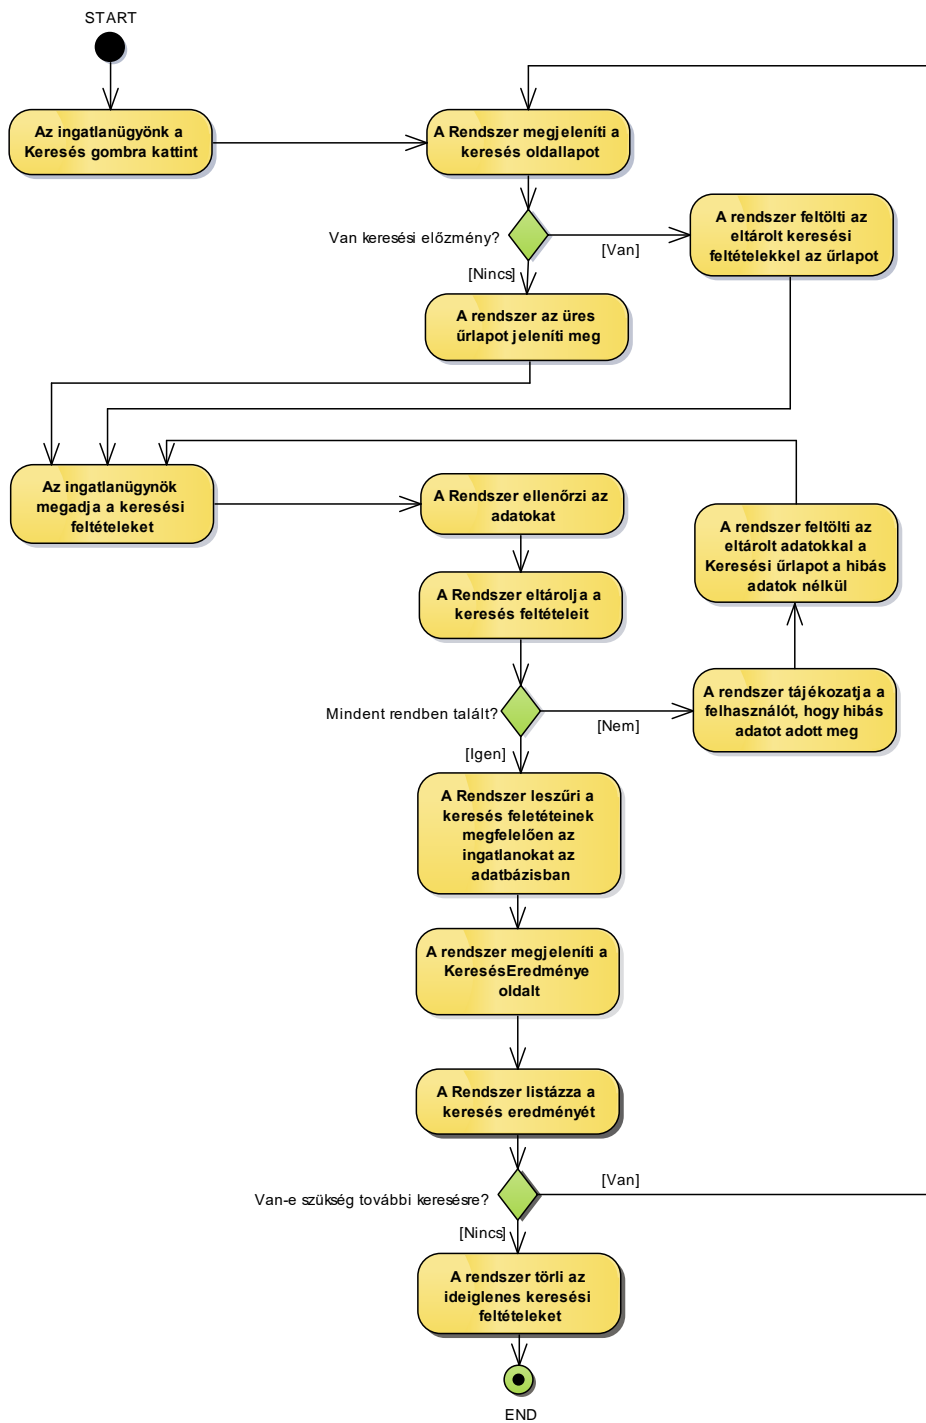 START
Az ingatlanügyönk a
Keresés gombra kattint
A Rendszer megjeleníti a
keresés oldallapot
Van keresési előzmény?
[Van]
A rendszer feltölti az
eltárolt keresési
feltételekkel az űrlapot
[Nincs]
A rendszer az üres
űrlapot jeleníti meg
Az ingatlanügynök
megadja a keresési
feltételeket
A Rendszer ellenőrzi az
adatokat
A rendszer feltölti az
eltárolt adatokkal a
Keresési űrlapot a hibás
adatok nélkül
A Rendszer eltárolja a
keresés feltételeit
Mindent rendben talált?
[Nem]
A rendszer tájékozatja a
felhasználót, hogy hibás
adatot adott meg
[Igen]
A Rendszer leszűri a
keresés feletéteinek
megfelelően az
ingatlanokat az
adatbázisban
A rendszer megjeleníti a
KeresésEredménye
oldalt
A Rendszer listázza a
keresés eredményét
Van-e szükség további keresésre?
[Van]
[Nincs]
A rendszer törli az
ideiglenes keresési
feltételeket
END